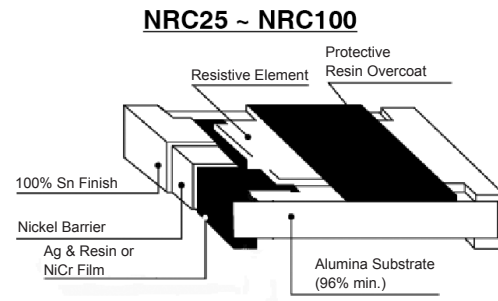 NRC25 ~ NRC100
Protective
Resin Overcoat
Resistive Element
100% Sn Finish
Nickel Barrier
Ag & Resin or
NiCr Film
Alumina Substrate
(96% min.)